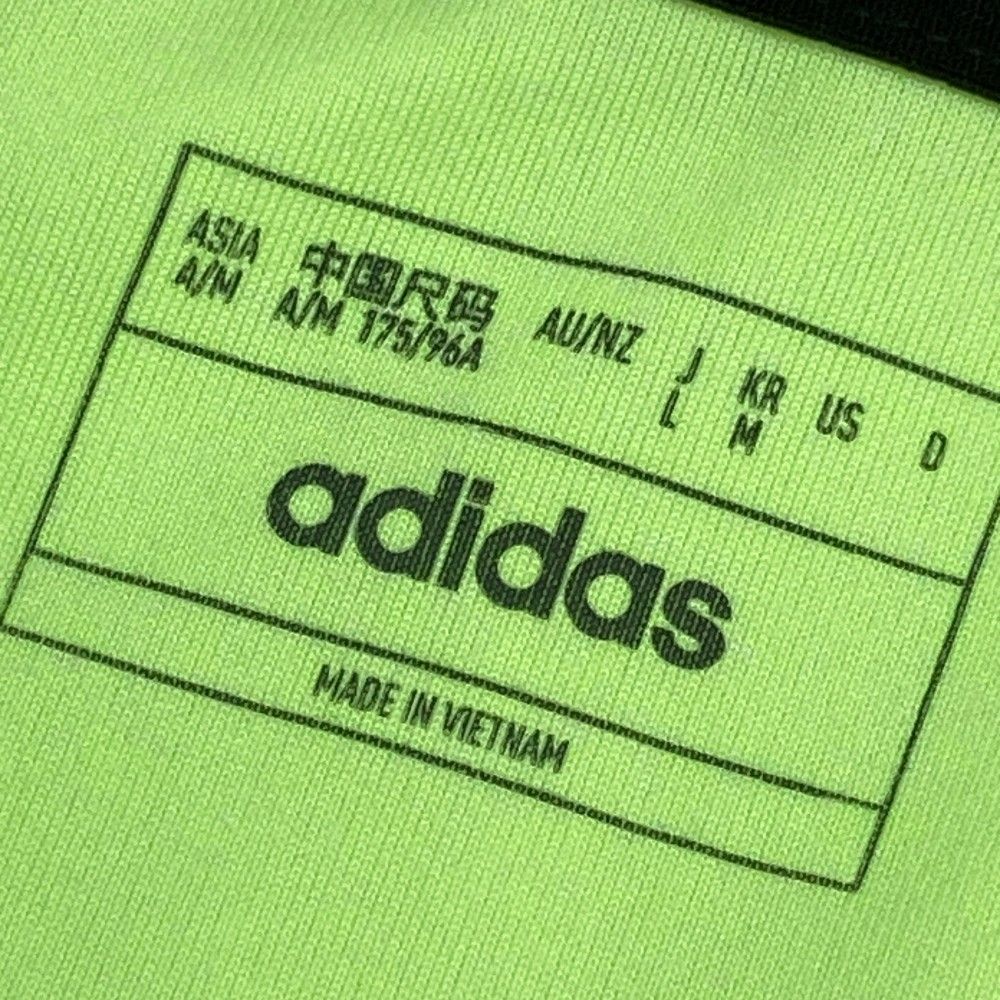 ASIA 中国尺码 AU/NZ J KR US D
A/M A/M 175/96A L M
adidas
MADE IN VIETNAM